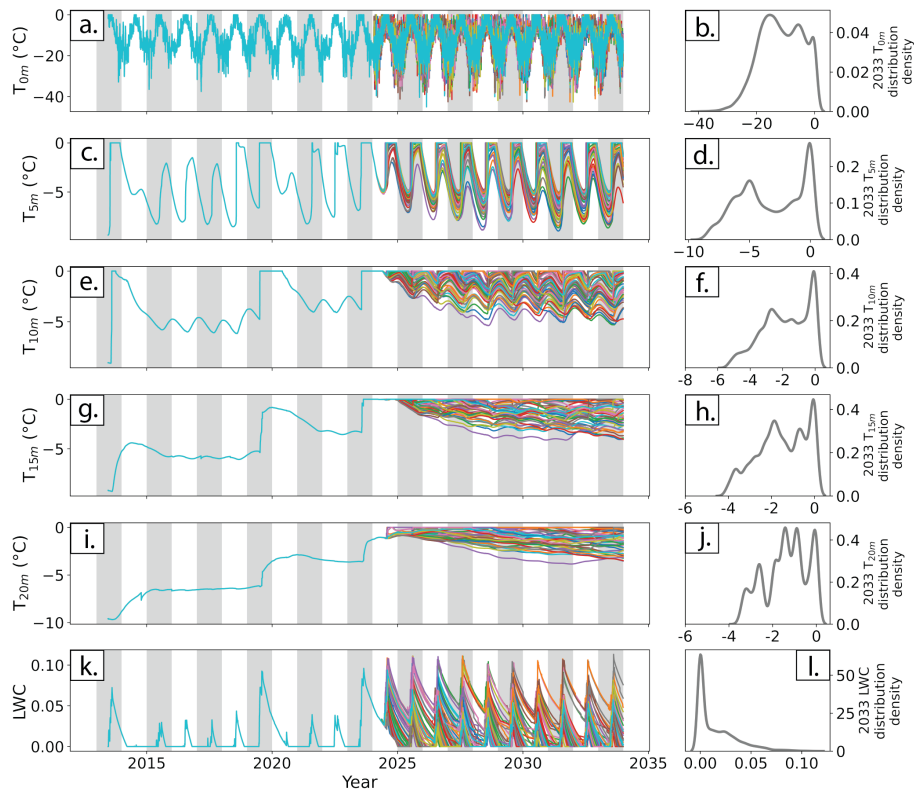 a.
T0m (°C)
0
−20
−40
b.
0.04
0.02
0.00
−40
−20
0
2033 T0m
distribution
density
c.
T5m (°C)
0
−5
d.
0.2
0.1
0.0
−10
−5
0
2033 T5m
distribution
density
e.
T10m (°C)
0
−5
f.
0.4
0.2
0.0
-8
-6
-4
-2
0
2033 T10m
distribution
density
g.
T15m (°C)
0
−5
h.
0.4
0.2
0.0
-6
-4
-2
0
2033 T15m
distribution
density
i.
T20m (°C)
0
−5
−10
j.
0.4
0.2
0.0
-6
-4
-2
0
2033 T20m
distribution
density
k.
LWC
0.10
0.05
0.00
2015
2020
2025
2030
2035
Year
l.
50
25
0
0.00
0.05
0.10
2033 LWC
distribution
density